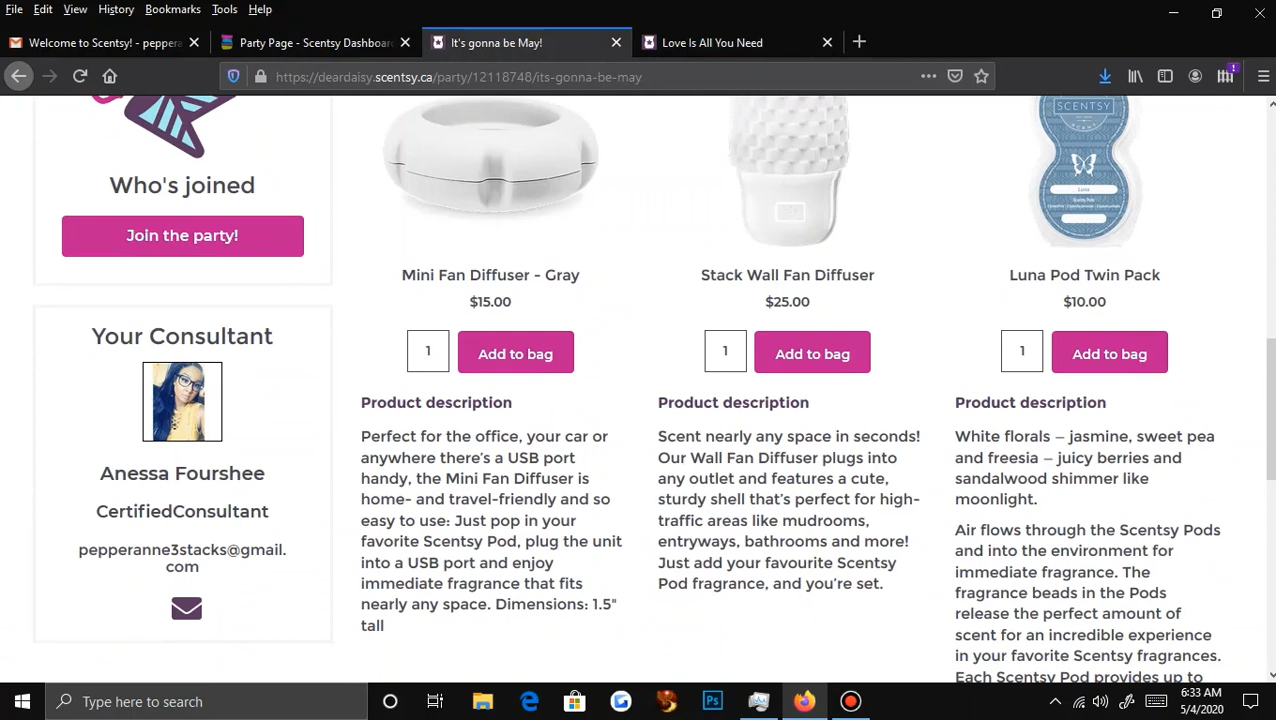 File Edit View History Bookmarks Tools Help
Welcome to Scentsy! - peppera
Party Page - Scentsy Dashboard
It's gonna be May!
Love Is All You Need
https://deardaisy.scentsy.ca/party/12118748/its-gonna-be-may
1
Who's joined
Join the party!
Your Consultant
Anessa Fourshee
CertifiedConsultant
pepperanne3stacks@gmail.
com
Mini Fan Diffuser - Gray
$15.00
1 Add to bag
Product description
Perfect for the office, your car or
anywhere there's a USB port
handy, the Mini Fan Diffuser is
home- and travel-friendly and so
easy to use: Just pop in your
favorite Scentsy Pod, plug the unit
into a USB port and enjoy
immediate fragrance that fits
nearly any space. Dimensions: 1.5"
tall
Stack Wall Fan Diffuser
$25.00
1 Add to bag
Product description
Scent nearly any space in seconds!
Our Wall Fan Diffuser plugs into
any outlet and features a cute,
sturdy shell that's perfect for high-
traffic areas like mudrooms,
entryways, bathrooms and more!
Just add your favourite Scentsy
Pod fragrance, and you're set.
SCENTSY
Luna
Luna Pod Twin Pack
$10.00
1 Add to bag
Product description
White florals – jasmine, sweet pea
and freesia – juicy berries and
sandalwood shimmer like
moonlight.
Air flows through the Scentsy Pods
and into the environment for
immediate fragrance. The
fragrance beads in the Pods
release the perfect amount of
scent for an incredible experience
in your favorite Scentsy fragrances.
Each Scentsy Pod provides up to
Type here to search
Ps
6:33 AM
5/4/2020